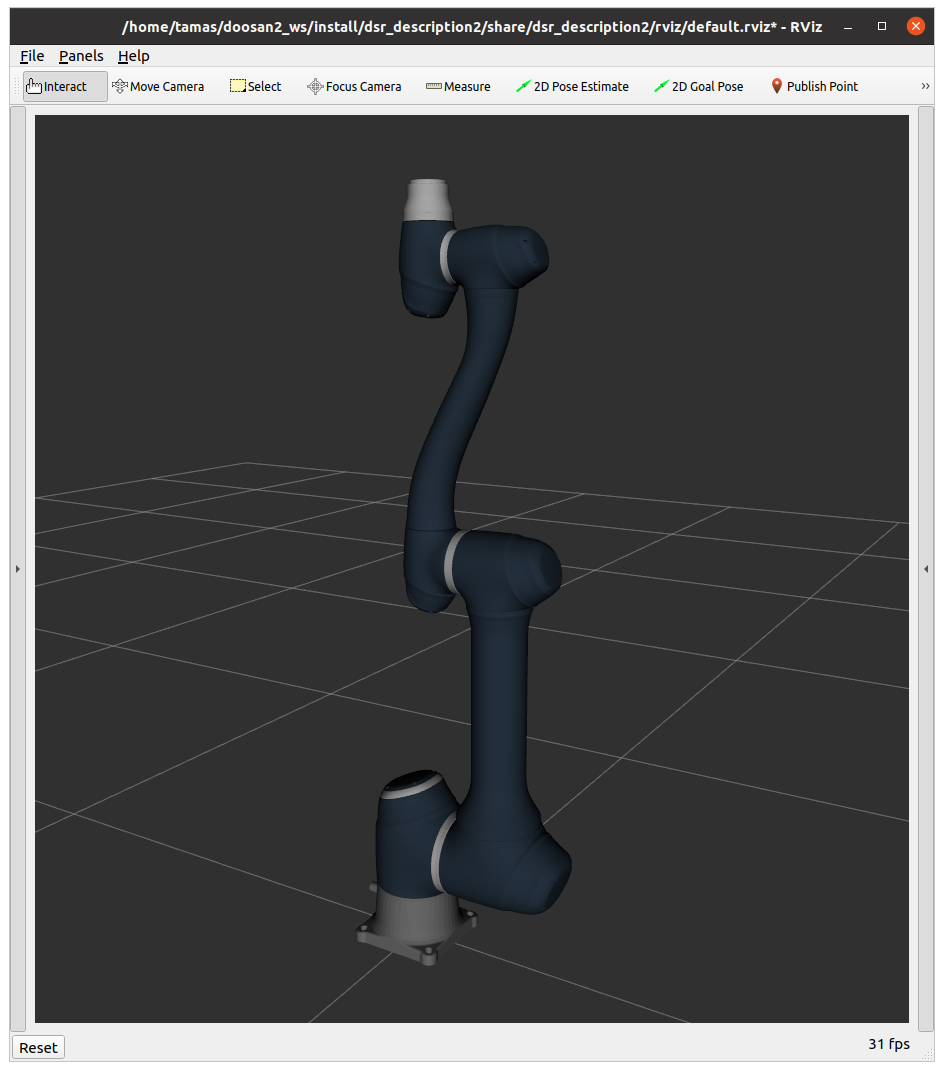 /home/tamas/doosan2_ws/install/dsr_description2/share/dsr_description2/rviz/default.rviz* - RViz
File Panels Help
Interact Move Camera Select Focus Camera Measure 2D Pose Estimate 2D Goal Pose Publish Point »
Reset 31 fps